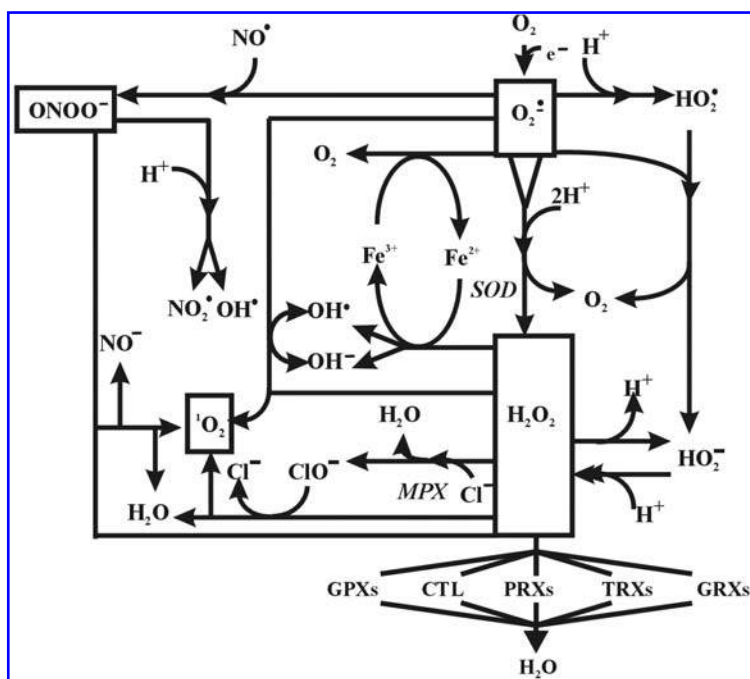 O₂
NO•
e−
H+
ONOO−
O₂•−
HO₂•
O₂
H+
2H+
Fe3+
Fe2+
SOD
O₂
NO₂• OH•
OH•
NO−
OH−
H₂O
H+
¹O₂
H₂O₂
HO₂−
Cl−
ClO−
MPX
Cl−
H₂O
H+
GPXs
CTL
PRXs
TRXs
GRXs
H₂O